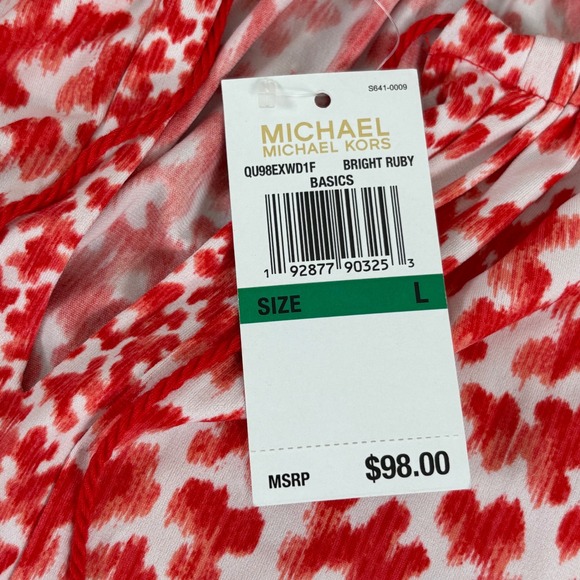 S641-0009
MICHAEL
MICHAEL KORS
QU98EXWD1F BRIGHT RUBY
BASICS
1 92877 90325 3
SIZE L
MSRP $98.00